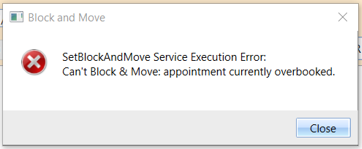 Block and Move
SetBlockAndMove Service Execution Error:
Can't Block & Move: appointment currently overbooked.
Close